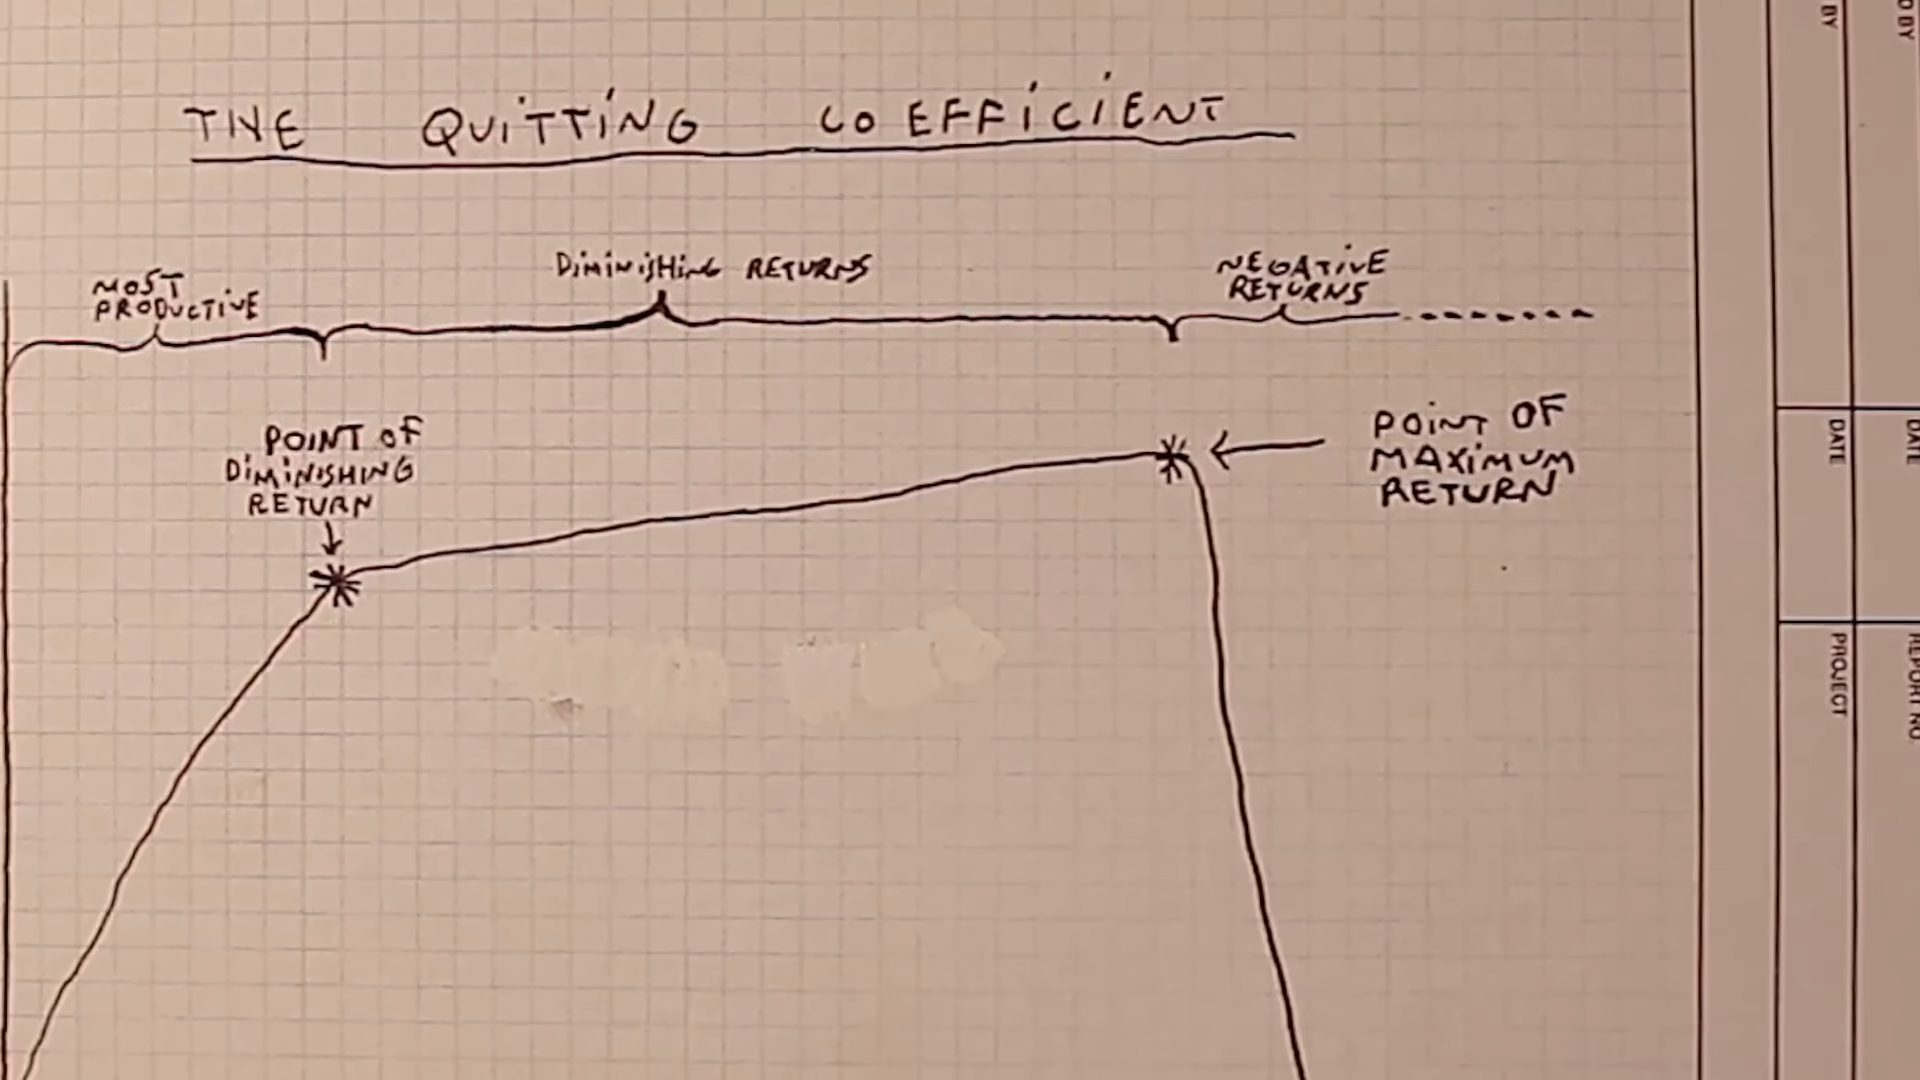 THE QUITTING COEFFICIENT
MOST
PRODUCTIVE
DIMINISHING RETURNS
NEGATIVE
RETURNS
POINT OF
DIMINISHING
RETURN
POINT OF
MAXIMUM
RETURN
BY
D BY
DATE
DATE
PROJECT
REPORT NO